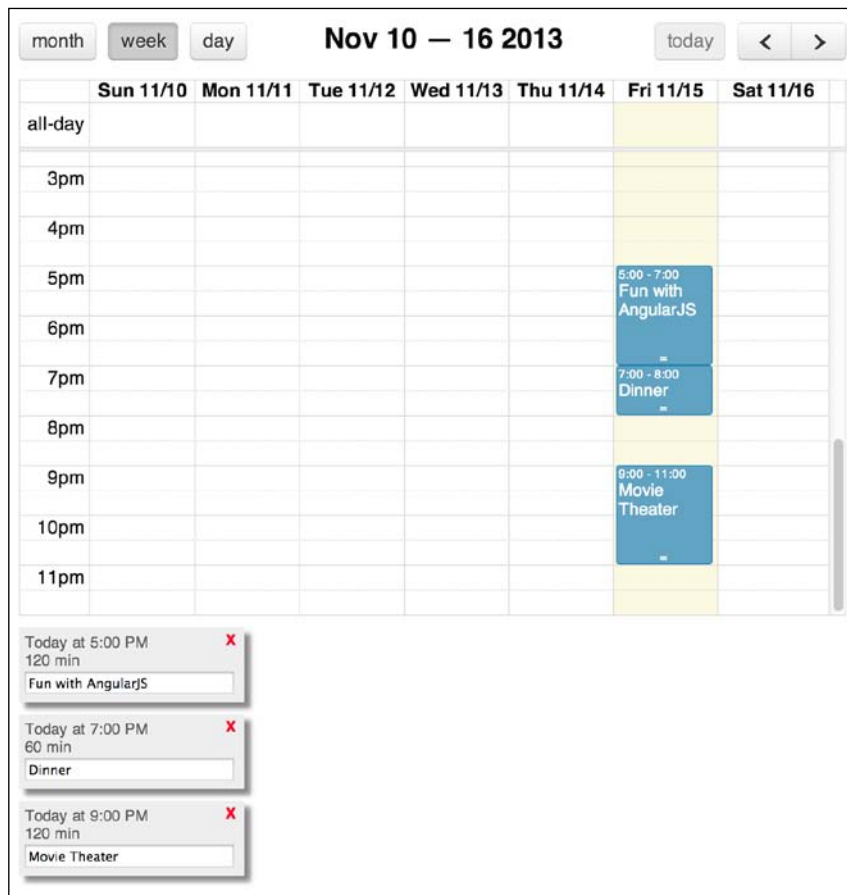 month week day Nov 10 — 16 2013 today < >
Sun 11/10 Mon 11/11 Tue 11/12 Wed 11/13 Thu 11/14 Fri 11/15 Sat 11/16
all-day
3pm
4pm
5pm
6pm
7pm
8pm
9pm
10pm
11pm
5:00 - 7:00
Fun with
AngularJS
7:00 - 8:00
Dinner
9:00 - 11:00
Movie
Theater
Today at 5:00 PM X
120 min
Fun with AngularJS
Today at 7:00 PM X
60 min
Dinner
Today at 9:00 PM X
120 min
Movie Theater